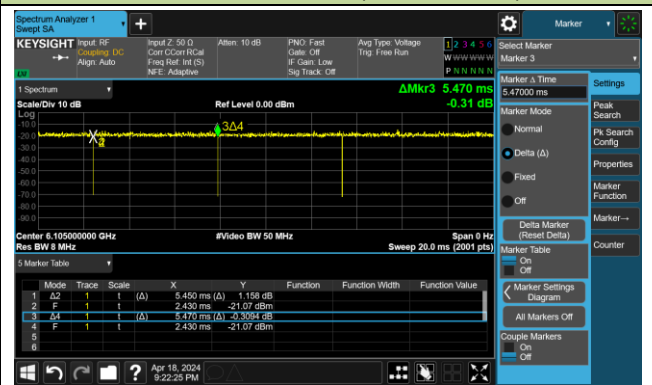 Spectrum Analyzer 1
Swept SA
+
Marker
KEYSIGHT
Input: RF
Coupling: DC
Align: Auto
Input Z: 50 Ω
Corr CCorr RCal
Freq Ref: Int (S)
NFE: Adaptive
Atten: 10 dB
PNO: Fast
Gate: Off
IF Gain: Low
Sig Track: Off
Avg Type: Voltage
Trig: Free Run
1 2 3 4 5 6
W W W W W W
P N N N N N
Select Marker
Marker 3
1 Spectrum
Scale/Div 10 dB
Ref Level 0.00 dBm
ΔMkr3 5.470 ms
-0.31 dB
Log
-10.0
-20.0
-30.0
-40.0
-50.0
-60.0
-70.0
-80.0
-90.0
3Δ4
Center 6.105000000 GHz
#Video BW 50 MHz
Span 0 Hz
Res BW 8 MHz
Sweep 20.0 ms (2001 pts)
5 Marker Table
Mode Trace Scale X Y Function Function Width Function Value
1 Δ2 1 t (Δ) 5.450 ms (Δ) 1.158 dB
2 F 1 t 2.430 ms -21.07 dBm
3 Δ4 1 t (Δ) 5.470 ms (Δ) -0.3094 dB
4 F 1 t 2.430 ms -21.07 dBm
5
6
Marker Δ Time
5.47000 ms
Marker Mode
Normal
Delta (Δ)
Fixed
Off
Delta Marker
(Reset Delta)
Marker Table
On
Off
Marker Settings
Diagram
All Markers Off
Couple Markers
On
Off
Settings
Peak
Search
Pk Search
Config
Properties
Marker
Function
Marker→
Counter
?
Apr 18, 2024
9:22:25 PM